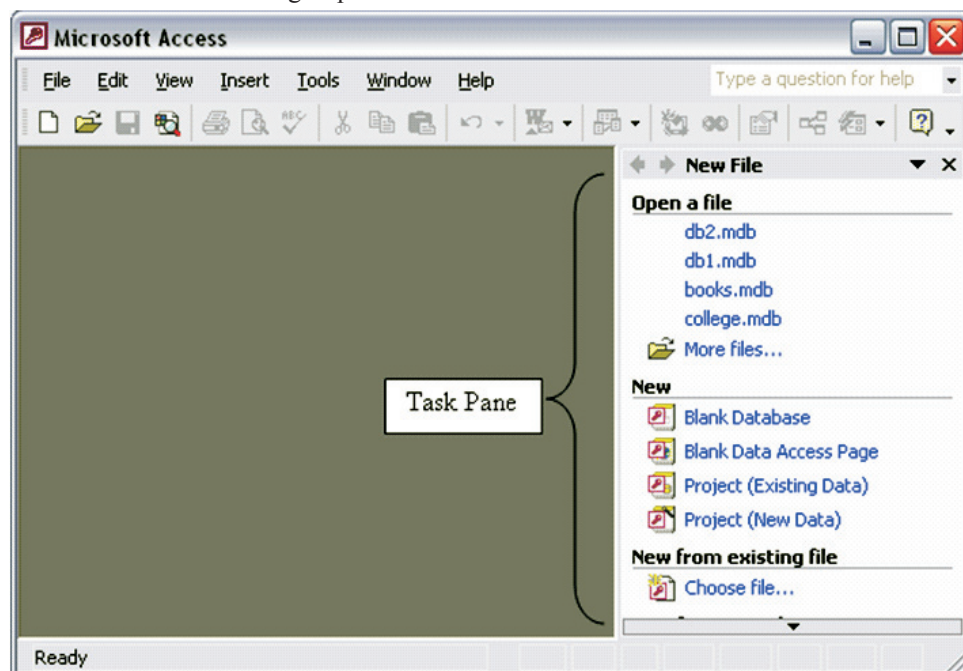 Microsoft Access
File Edit View Insert Tools Window Help Type a question for help
New File
Open a file
db2.mdb
db1.mdb
books.mdb
college.mdb
More files...
Task Pane
New
Blank Database
Blank Data Access Page
Project (Existing Data)
Project (New Data)
New from existing file
Choose file...
Ready